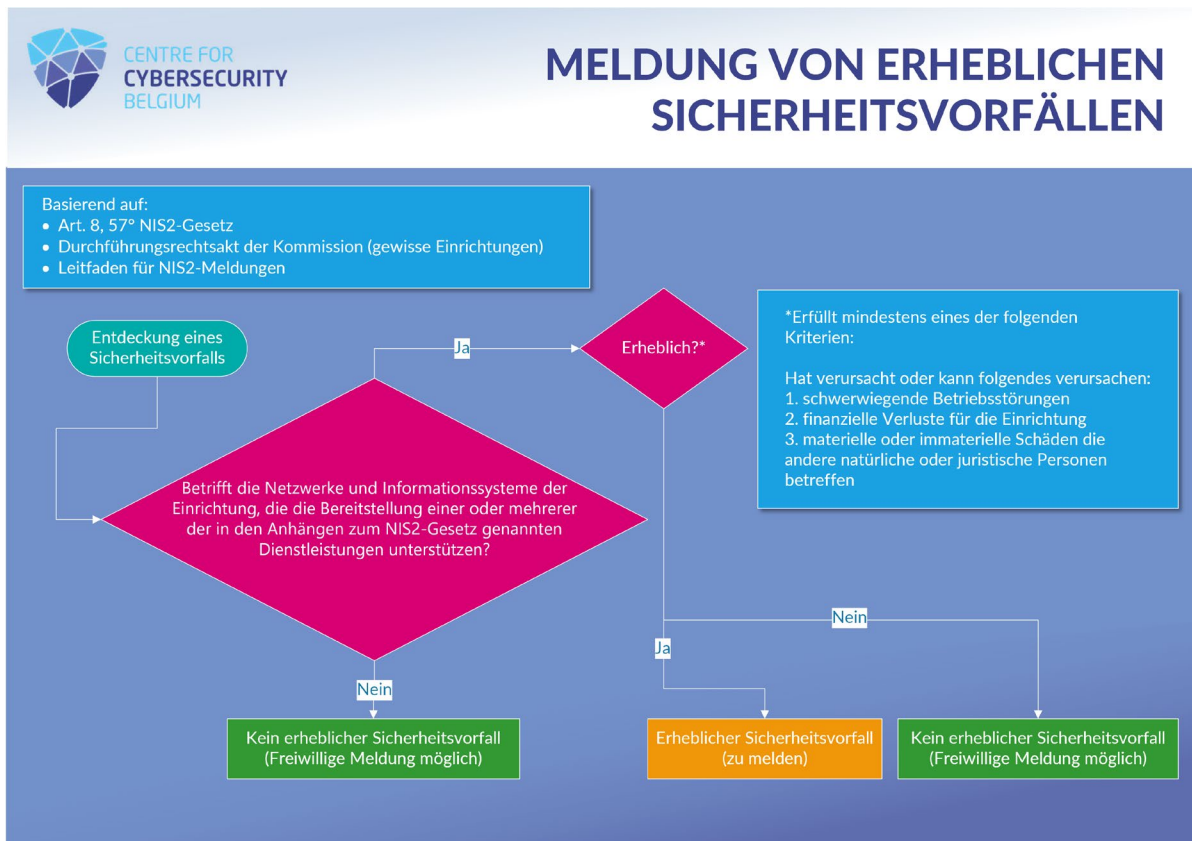 CENTRE FOR
CYBERSECURITY
BELGIUM
MELDUNG VON ERHEBLICHEN
SICHERHEITSVORFÄLLEN
Basierend auf:
• Art. 8, 57° NIS2-Gesetz
• Durchführungsrechtsakt der Kommission (gewisse Einrichtungen)
• Leitfaden für NIS2-Meldungen
Entdeckung eines
Sicherheitsvorfalls
Ja
Erheblich?*
*Erfüllt mindestens eines der folgenden
Kriterien:
Hat verursacht oder kann folgendes verursachen:
1. schwerwiegende Betriebsstörungen
2. finanzielle Verluste für die Einrichtung
3. materielle oder immaterielle Schäden die
andere natürliche oder juristische Personen
betreffen
Betrifft die Netzwerke und Informationssysteme der
Einrichtung, die die Bereitstellung einer oder mehrerer
der in den Anhängen zum NIS2-Gesetz genannten
Dienstleistungen unterstützen?
Nein
Ja
Nein
Kein erheblicher Sicherheitsvorfall
(Freiwillige Meldung möglich)
Erheblicher Sicherheitsvorfall
(zu melden)
Kein erheblicher Sicherheitsvorfall
(Freiwillige Meldung möglich)